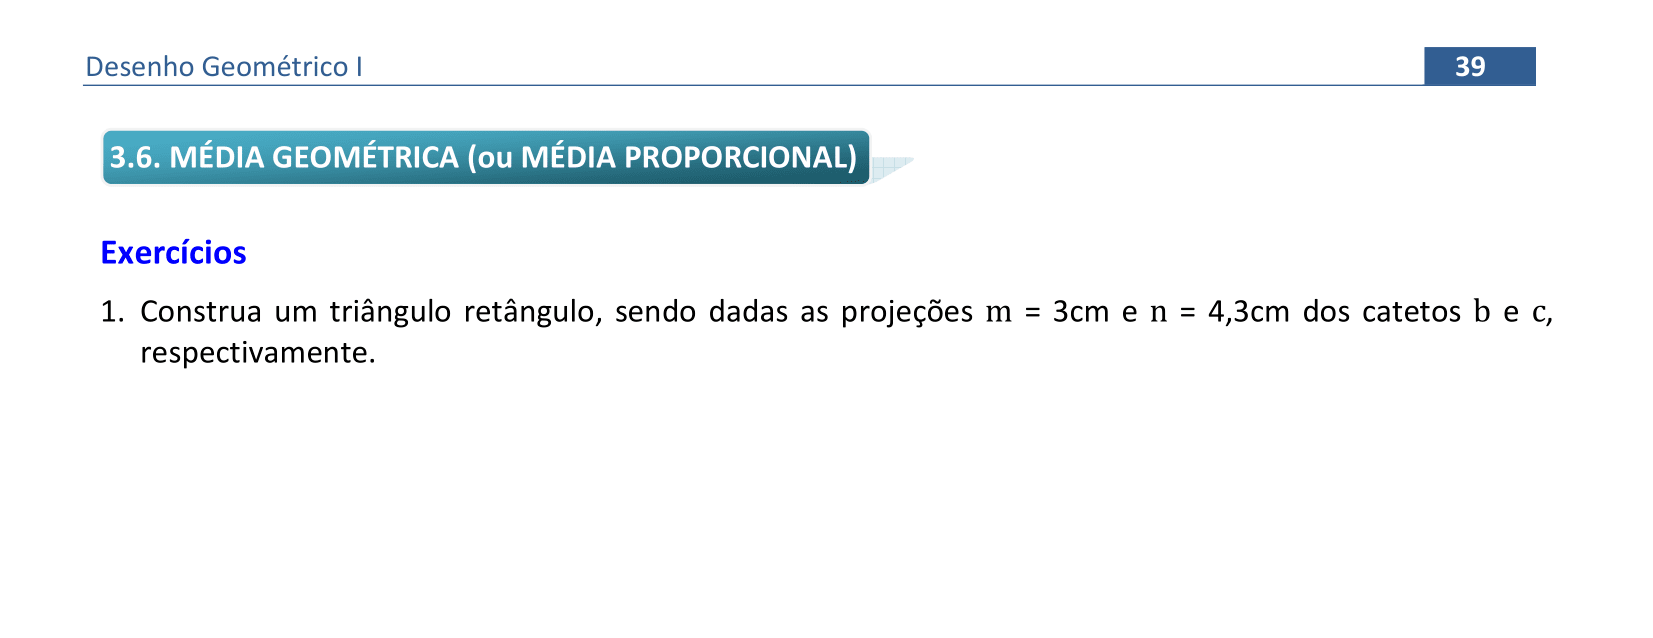 Desenho Geométrico I
39
3.6. MÉDIA GEOMÉTRICA (ou MÉDIA PROPORCIONAL)
Exercícios
1. Construa um triângulo retângulo, sendo dadas as projeções m = 3cm e n = 4,3cm dos catetos b e c,
respectivamente.